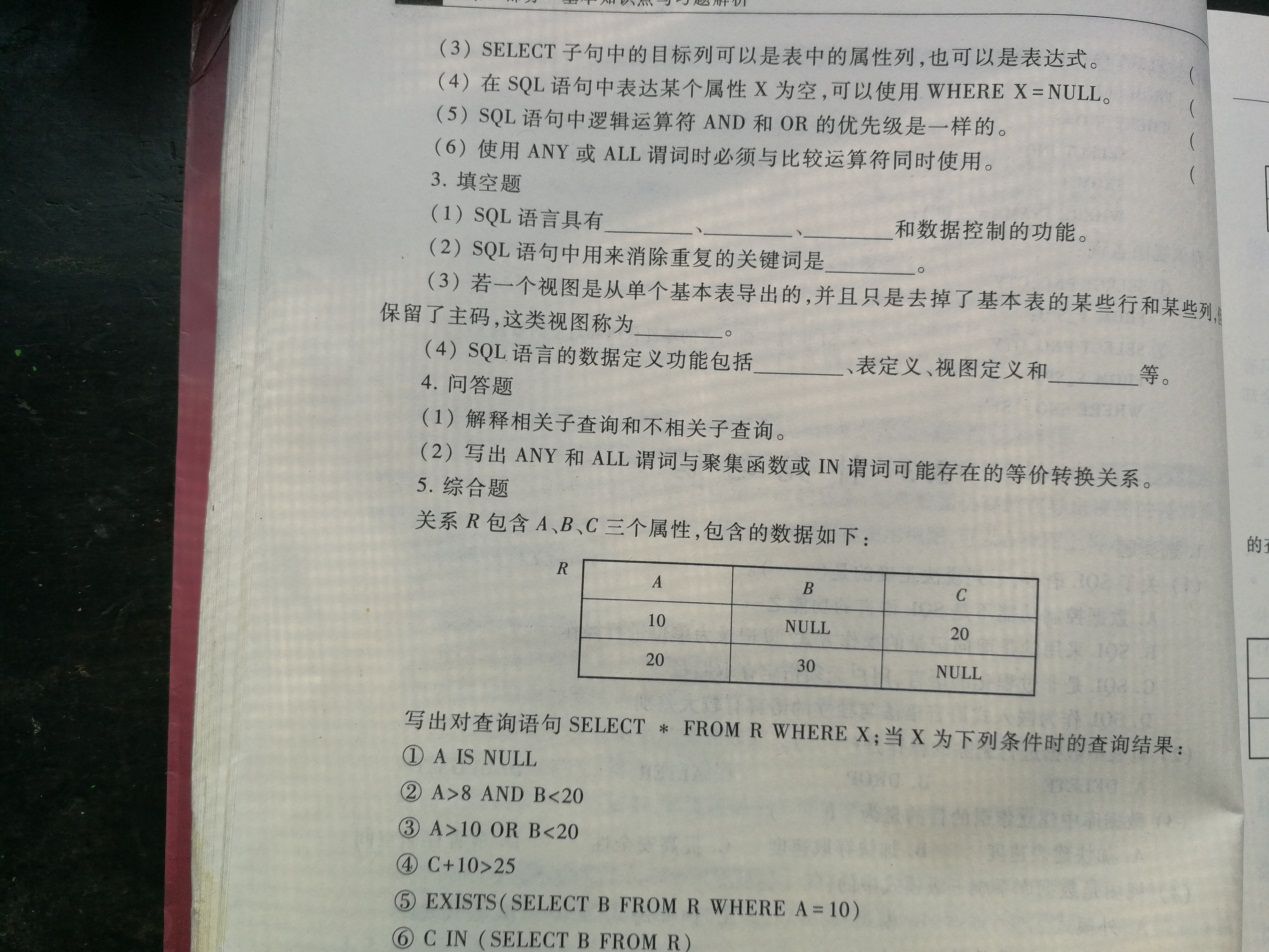 (3) SELECT 子句中的目标列可以是表中的属性列,也可以是表达式。 (
(4) 在 SQL 语句中表达某个属性 X 为空,可以使用 WHERE X=NULL。 (
(5) SQL 语句中逻辑运算符 AND 和 OR 的优先级是一样的。 (
(6) 使用 ANY 或 ALL 谓词时必须与比较运算符同时使用。 (
3. 填空题
(1) SQL 语言具有________、________、________和数据控制的功能。
(2) SQL 语句中用来消除重复的关键词是________。
(3) 若一个视图是从单个基本表导出的,并且只是去掉了基本表的某些行和某些列,
保留了主码,这类视图称为________。
(4) SQL 语言的数据定义功能包括________、表定义、视图定义和________等。
4. 问答题
(1) 解释相关子查询和不相关子查询。
(2) 写出 ANY 和 ALL 谓词与聚集函数或 IN 谓词可能存在的等价转换关系。
5. 综合题
关系 R 包含 A、B、C 三个属性,包含的数据如下:
R
A B C
10 NULL 20
20 30 NULL
写出对查询语句 SELECT * FROM R WHERE X;当 X 为下列条件时的查询结果:
① A IS NULL
② A>8 AND B<20
③ A>10 OR B<20
④ C+10>25
⑤ EXISTS(SELECT B FROM R WHERE A=10)
⑥ C IN (SELECT B FROM R)